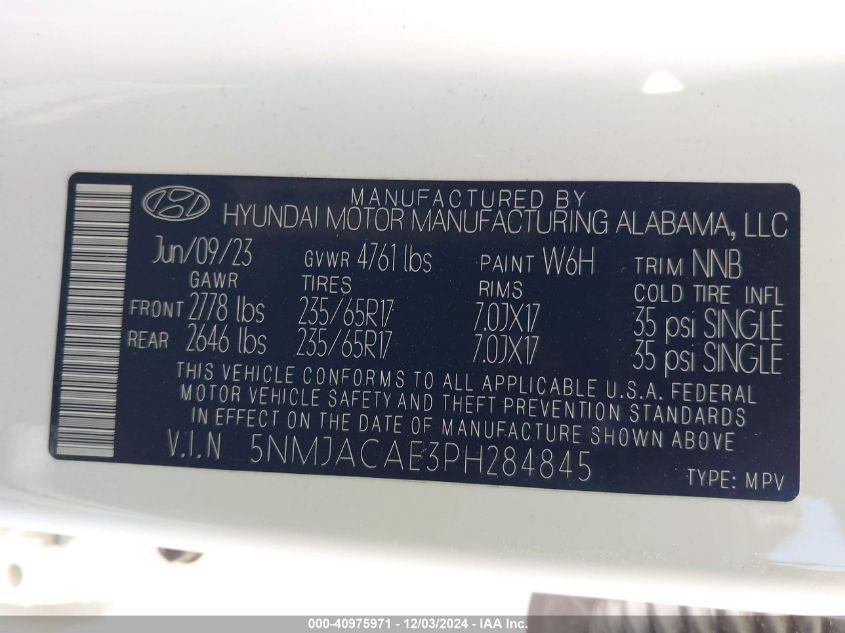 MANUFACTURED BY
HYUNDAI MOTOR MANUFACTURING ALABAMA, LLC
Jun/09/23 GVWR 4761 lbs PAINT W6H TRIM NNB
GAWR TIRES RIMS COLD TIRE INFL
FRONT 2778 lbs 235/65R17 7.0JX17 35 psi SINGLE
REAR 2646 lbs 235/65R17 7.0JX17 35 psi SINGLE
THIS VEHICLE CONFORMS TO ALL APPLICABLE U.S.A. FEDERAL
MOTOR VEHICLE SAFETY AND THEFT PREVENTION STANDARDS
IN EFFECT ON THE DATE OF MANUFACTURE SHOWN ABOVE
V.I.N 5NMJACAE3PH284845
TYPE: MPV
000-40975971 - 12/03/2024 - IAA Inc.